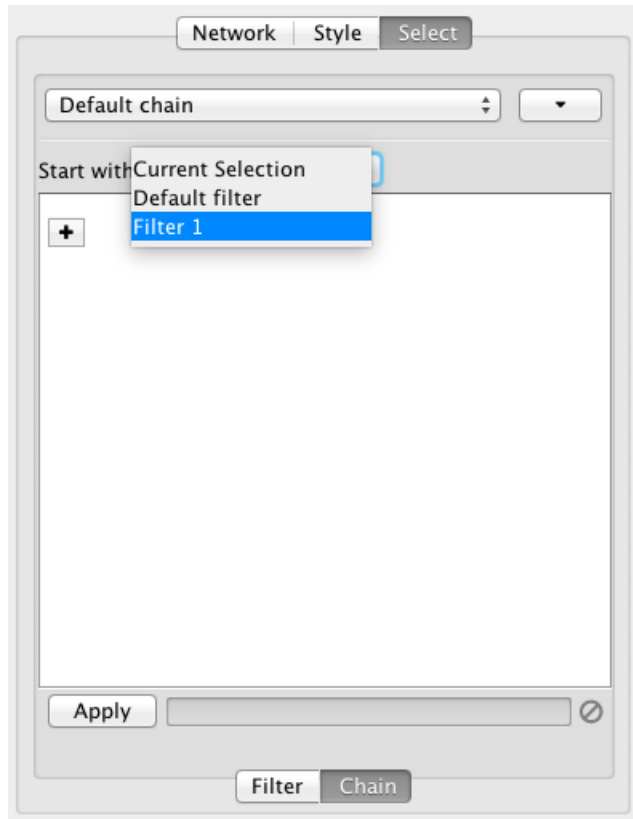 Network Style Select
Default chain
Start with
Current Selection
Default filter
Filter 1
+
Apply
Filter Chain